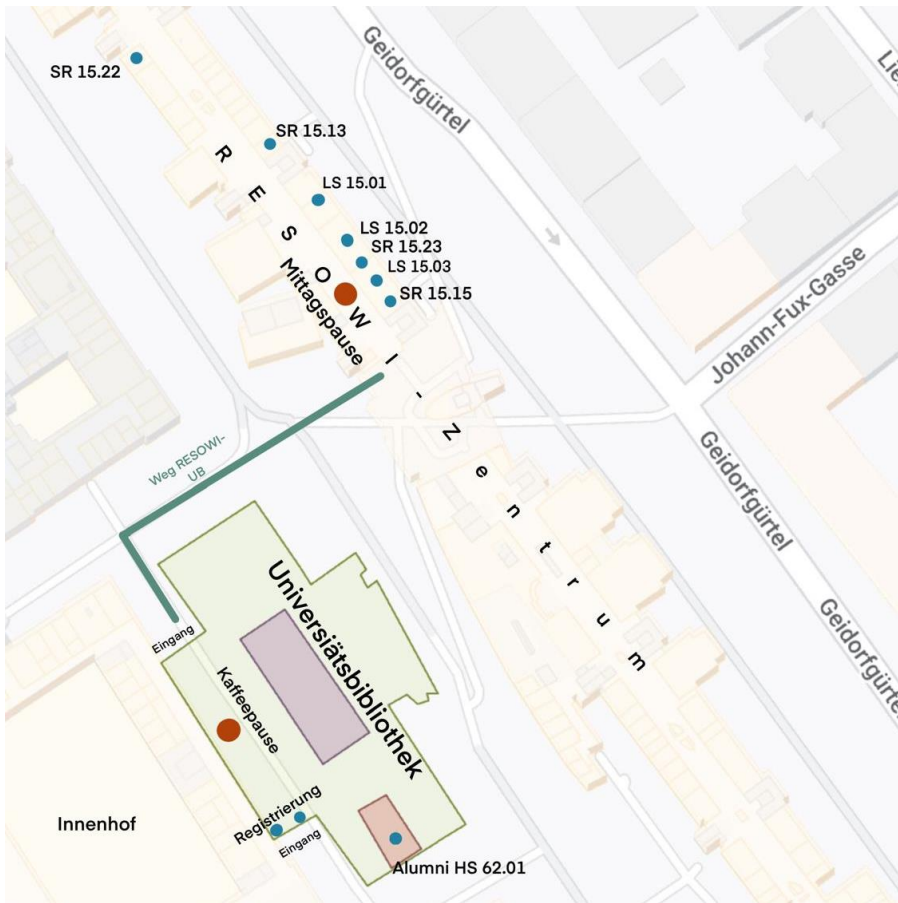 Geidorfgürtel
Lie
SR 15.22
SR 15.13
LS 15.01
LS 15.02
SR 15.23
LS 15.03
SR 15.15
RESOWI-Zentrum
Mittagspause
Johann-Fux-Gasse
Geidorfgürtel
Geidorfgürtel
Weg RESOWI-
UB
Eingang
Universiätsbibliothek
Kaffeepause
Registrierung
Eingang
Innenhof
Alumni HS 62.01